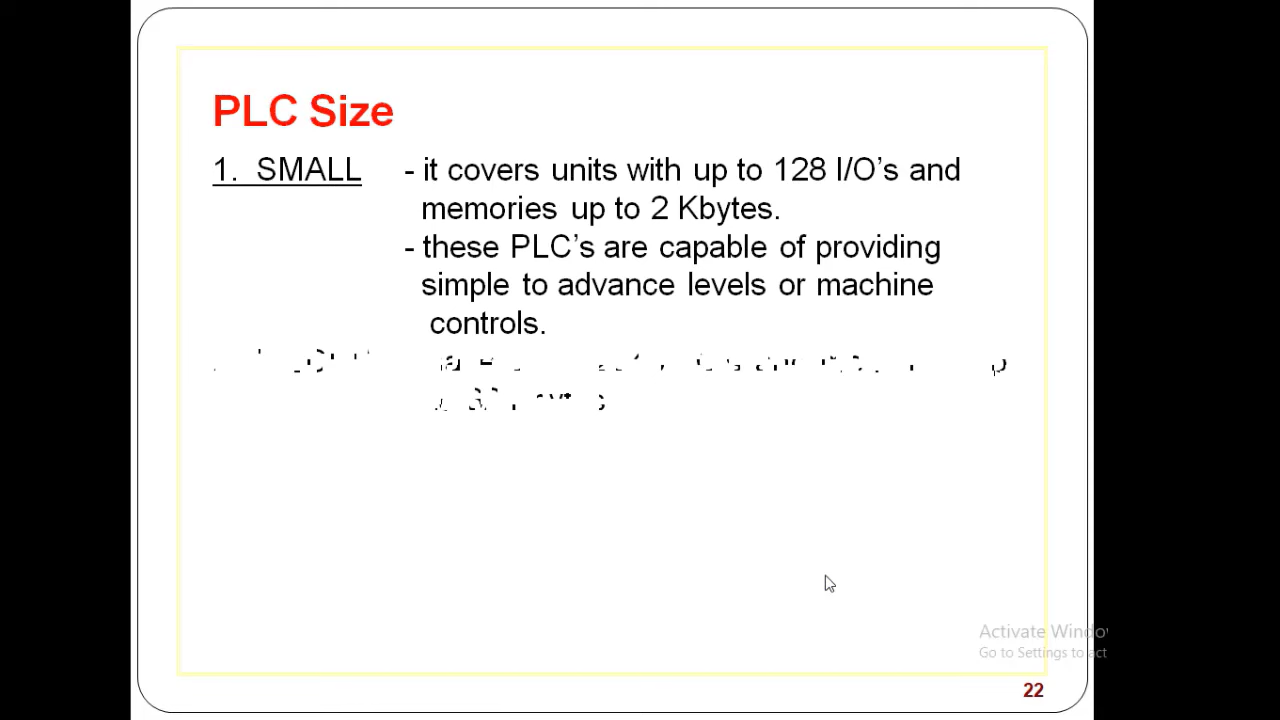 PLC Size
1. SMALL - it covers units with up to 128 I/O’s and
memories up to 2 Kbytes.
- these PLC’s are capable of providing
simple to advance levels or machine
controls.
Activate Windo
Go to Settings to act
22